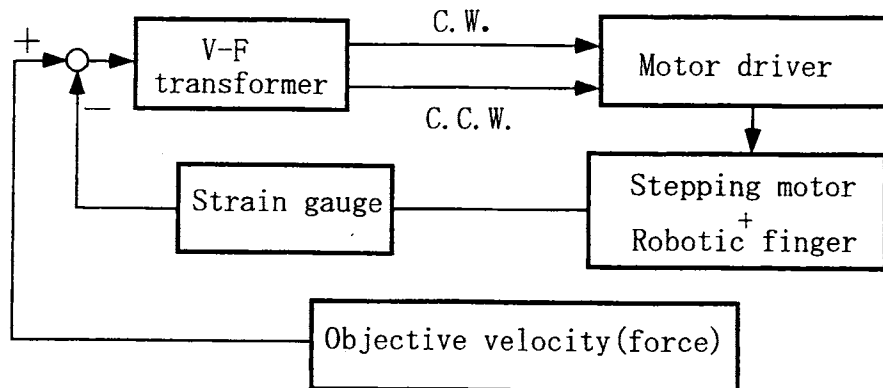 +
V-F
transformer
C.W.
C.C.W.
Motor driver
−
Strain gauge
Stepping motor
+
Robotic finger
Objective velocity(force)